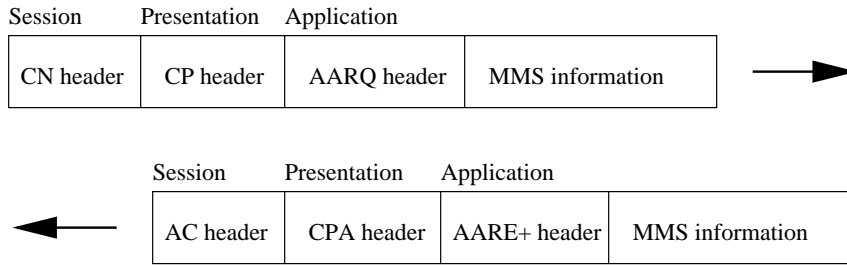 Session Presentation Application
CN header CP header AARQ header MMS information
Session Presentation Application
AC header CPA header AARE+ header MMS information